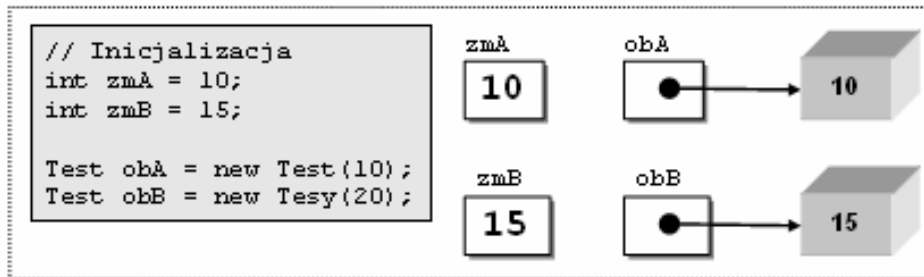 // Inicjalizacja
int zmA = 10;
int zmB = 15;
Test obA = new Test(10);
Test obB = new Tesy(20);
zmA obA
10 10
zmB obB
15 15